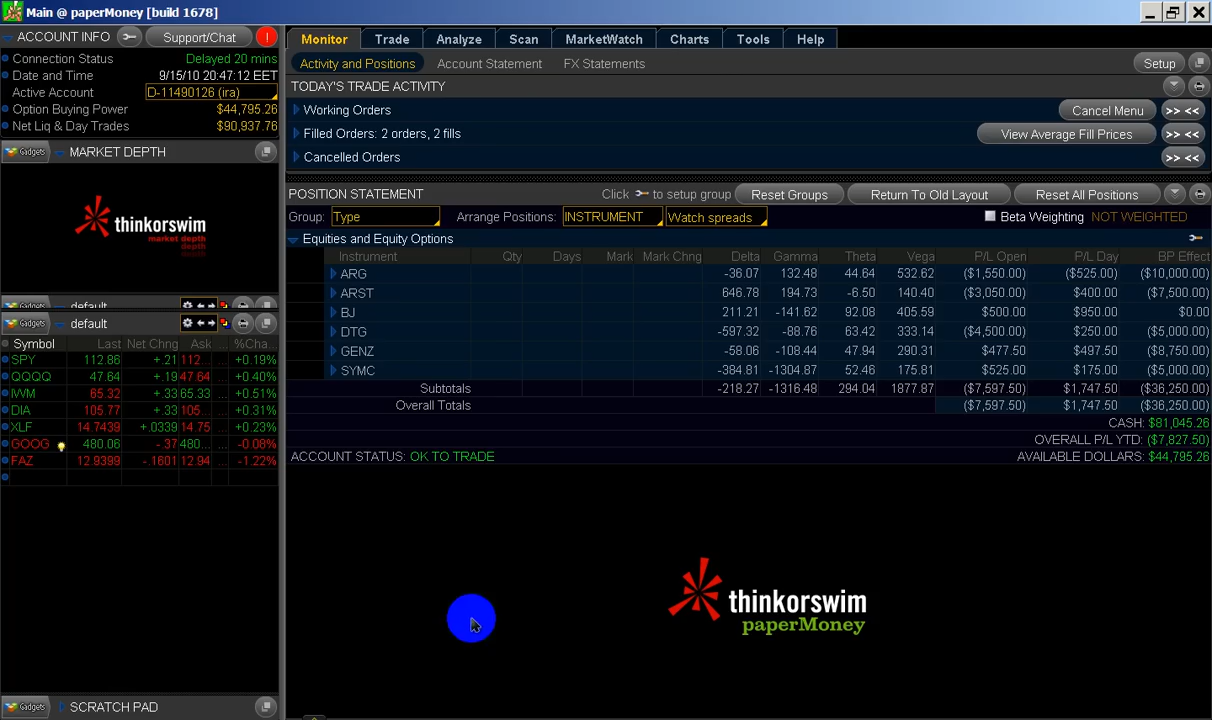 Main @ paperMoney [build 1678]
ACCOUNT INFO Support/Chat !
Connection Status Delayed 20 mins
Date and Time 9/15/10 20:47:12 EET
Active Account D-11490126 (ira)
Option Buying Power $44,795.26
Net Liq & Day Trades $90,937.76
Gadgets MARKET DEPTH
thinkorswim
market depth
Gadgets default
Gadgets default
Symbol Last Net Chng Ask ... %Cha...
SPY 112.86 +.21 112... ... +0.19%
QQQQ 47.64 +.19 47.64 ... +0.40%
IWM 65.32 +.33 65.33 ... +0.51%
DIA 105.77 +.33 105... ... +0.31%
XLF 14.7439 +.0339 14.75 ... +0.23%
GOOG 480.06 -.37 480... ... -0.08%
FAZ 12.9399 -.1601 12.94 ... -1.22%
Gadgets SCRATCH PAD
Monitor Trade Analyze Scan MarketWatch Charts Tools Help
Activity and Positions Account Statement FX Statements Setup
TODAY'S TRADE ACTIVITY
Working Orders Cancel Menu >> <<
Filled Orders: 2 orders, 2 fills View Average Fill Prices >> <<
Cancelled Orders >> <<
POSITION STATEMENT Click to setup group Reset Groups Return To Old Layout Reset All Positions
Group: Type Arrange Positions: INSTRUMENT Watch spreads Beta Weighting NOT WEIGHTED
Equities and Equity Options
Instrument Qty Days Mark Mark Chng Delta Gamma Theta Vega P/L Open P/L Day BP Effect
ARG -36.07 132.48 44.64 532.62 ($1,550.00) ($525.00) ($10,000.00)
ARST 646.78 194.73 -6.50 140.40 ($3,050.00) $400.00 ($7,500.00)
BJ 211.21 -141.62 92.08 405.59 $500.00 $950.00 $0.00
DTG -597.32 -88.76 63.42 333.14 ($4,500.00) $250.00 ($5,000.00)
GENZ -58.06 -108.44 47.94 290.31 $477.50 $497.50 ($8,750.00)
SYMC -384.81 -1304.87 52.46 175.81 $525.00 $175.00 ($5,000.00)
Subtotals -218.27 -1316.48 294.04 1877.87 ($7,597.50) $1,747.50 ($36,250.00)
Overall Totals ($7,597.50) $1,747.50 ($36,250.00)
CASH: $81,045.26
OVERALL P/L YTD: ($7,827.50)
ACCOUNT STATUS: OK TO TRADE AVAILABLE DOLLARS: $44,795.26
thinkorswim
paperMoney